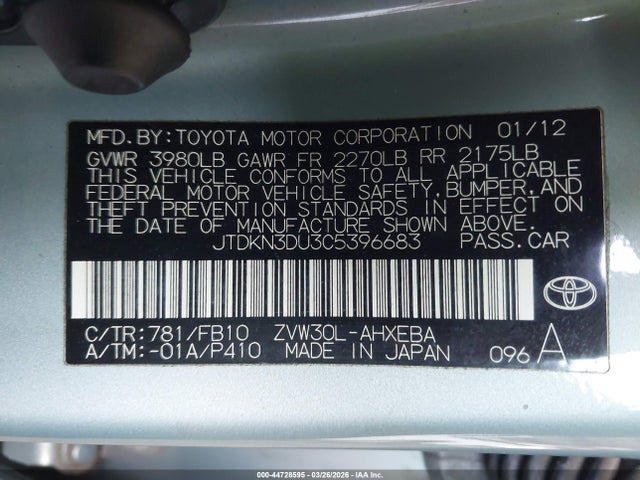 MFD. BY: TOYOTA MOTOR CORPORATION 01/12
GVWR 3980LB GAWR FR 2270LB RR 2175LB
THIS VEHICLE CONFORMS TO ALL APPLICABLE
FEDERAL MOTOR VEHICLE SAFETY, BUMPER, AND
THEFT PREVENTION STANDARDS IN EFFECT ON
THE DATE OF MANUFACTURE SHOWN ABOVE.
JTDKN3DU3C5396683 PASS. CAR
C/TR: 781/FB10 ZVW30L-AHXEBA
A/TM: -01A/P410 MADE IN JAPAN 096 A
000-44728595 - 03/26/2026 - IAA Inc.